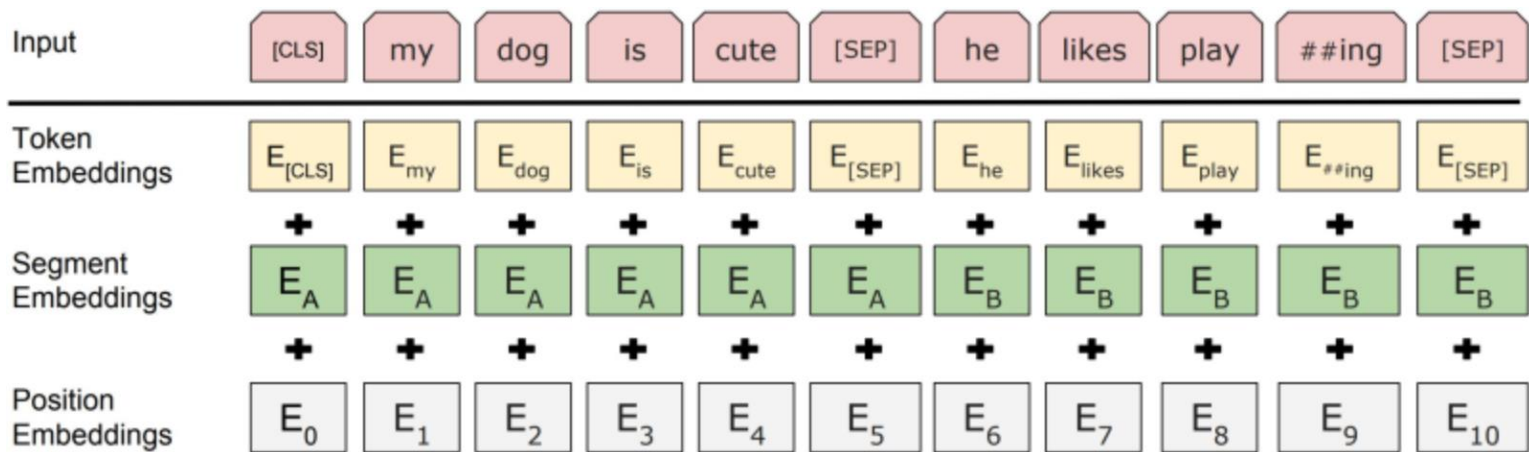 Input [CLS] my dog is cute [SEP] he likes play ##ing [SEP]
Token Embeddings E[CLS] Emy Edog Eis Ecute E[SEP] Ehe Elikes Eplay E##ing E[SEP]
+ + + + + + + + + + +
Segment Embeddings EA EA EA EA EA EA EB EB EB EB EB
+ + + + + + + + + + +
Position Embeddings E0 E1 E2 E3 E4 E5 E6 E7 E8 E9 E10